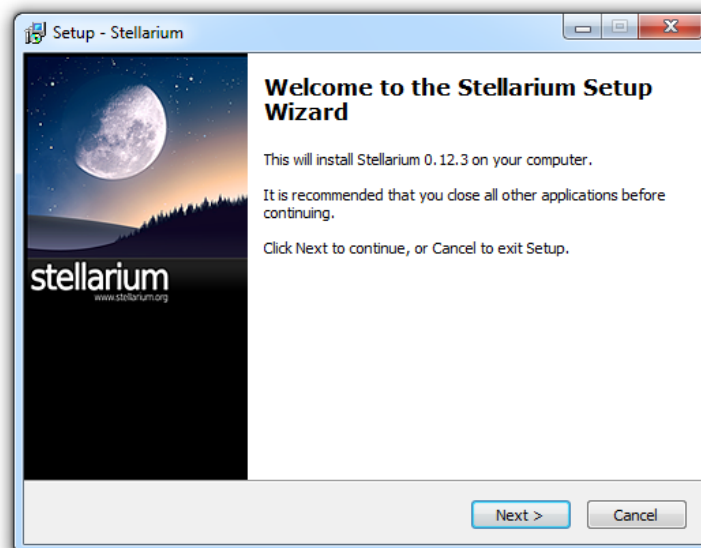 Setup - Stellarium
Welcome to the Stellarium Setup
Wizard
This will install Stellarium 0.12.3 on your computer.
It is recommended that you close all other applications before
continuing.
Click Next to continue, or Cancel to exit Setup.
stellarium
www.stellarium.org
Next >
Cancel